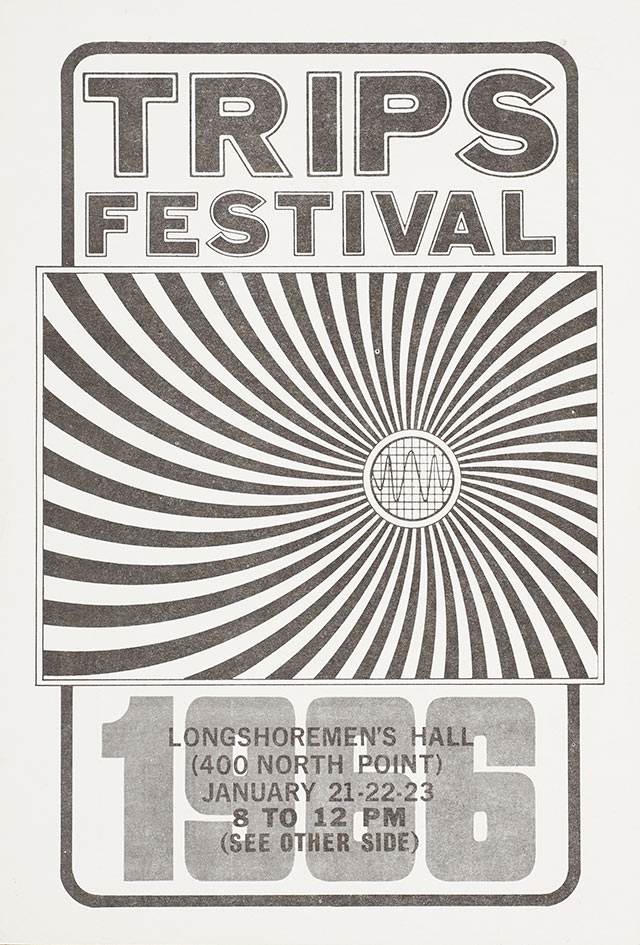 TRIPS
FESTIVAL
1966
LONGSHOREMEN'S HALL
(400 NORTH POINT)
JANUARY 21-22-23
8 TO 12 PM
(SEE OTHER SIDE)